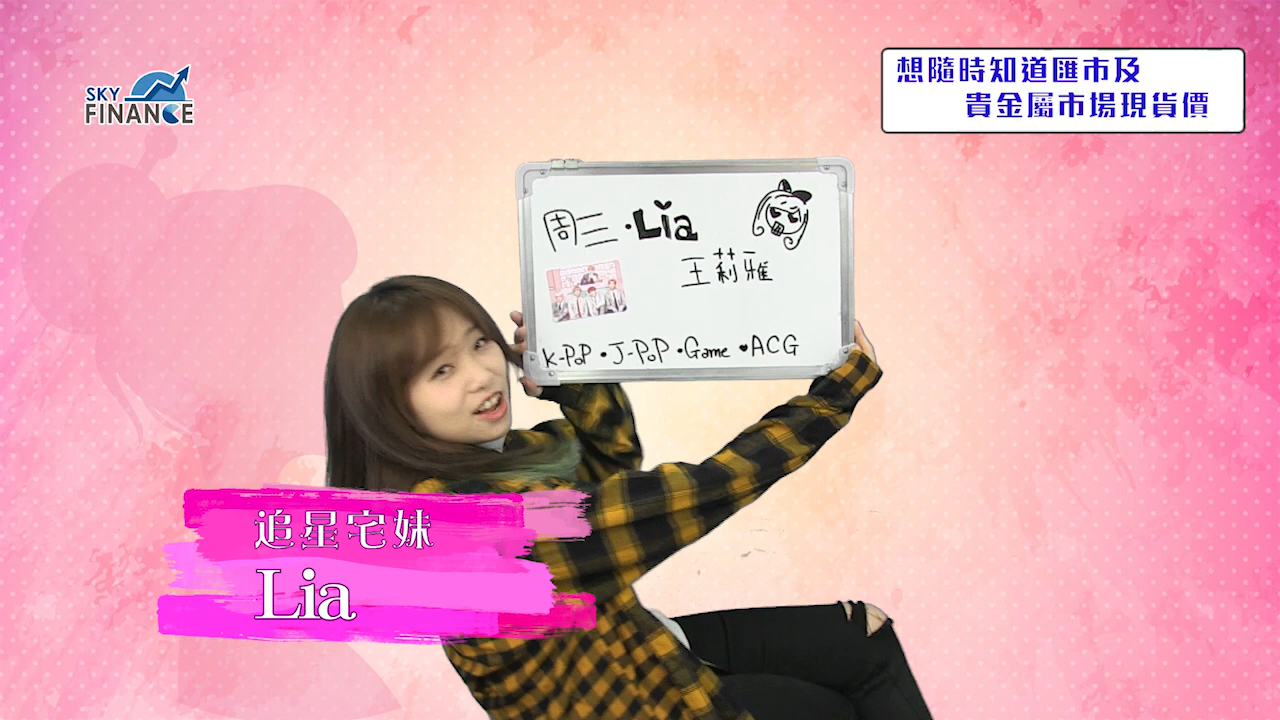 SKY
FINANCE
想隨時知道匯市及
貴金屬市場現貨價
周三·Lia
王莉雅
K-PoP •J-PoP •Game ♥ACG
追星宅妹
Lia